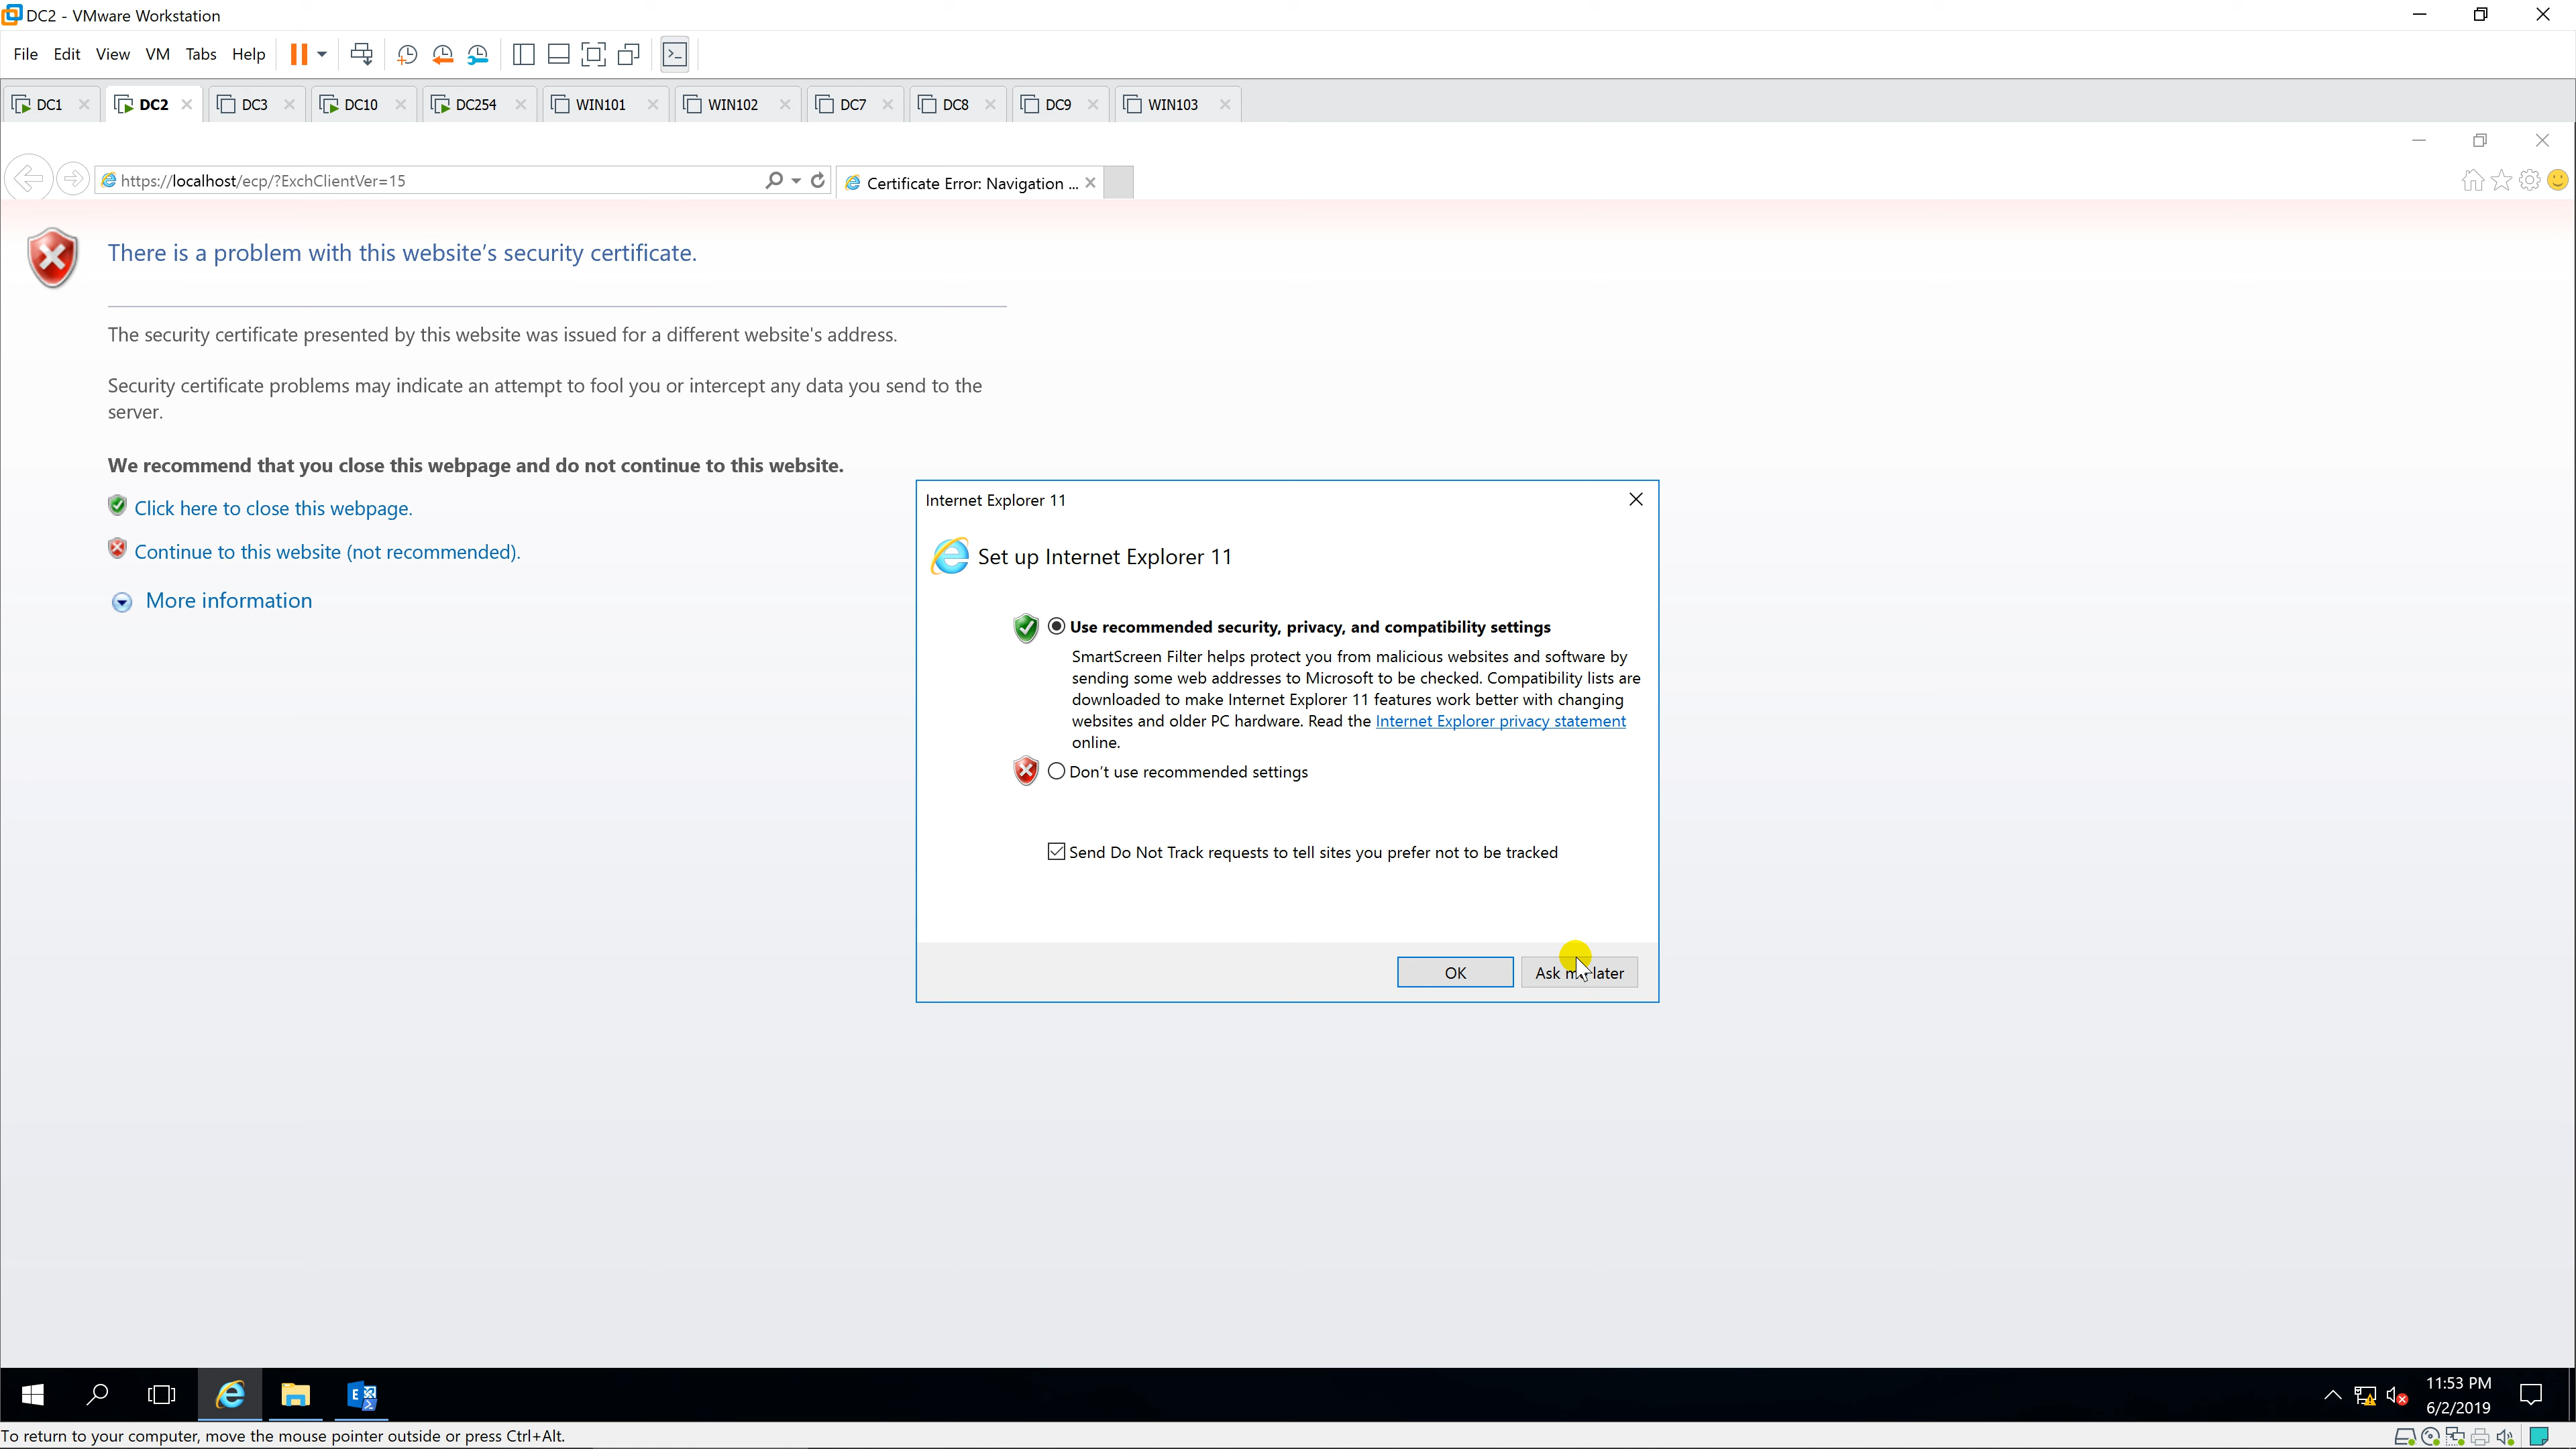 DC2 - VMware Workstation
File Edit View VM Tabs Help
DC1 DC2 DC3 DC10 DC254 WIN101 WIN102 DC7 DC8 DC9 WIN103
https://localhost/ecp/?ExchClientVer=15 Certificate Error: Navigation ...
There is a problem with this website's security certificate.
The security certificate presented by this website was issued for a different website's address.
Security certificate problems may indicate an attempt to fool you or intercept any data you send to the
server.
We recommend that you close this webpage and do not continue to this website.
Click here to close this webpage.
Continue to this website (not recommended).
More information
Internet Explorer 11
Set up Internet Explorer 11
Use recommended security, privacy, and compatibility settings
SmartScreen Filter helps protect you from malicious websites and software by
sending some web addresses to Microsoft to be checked. Compatibility lists are
downloaded to make Internet Explorer 11 features work better with changing
websites and older PC hardware. Read the Internet Explorer privacy statement
online.
Don't use recommended settings
Send Do Not Track requests to tell sites you prefer not to be tracked
OK Ask me later
11:53 PM
6/2/2019
To return to your computer, move the mouse pointer outside or press Ctrl+Alt.